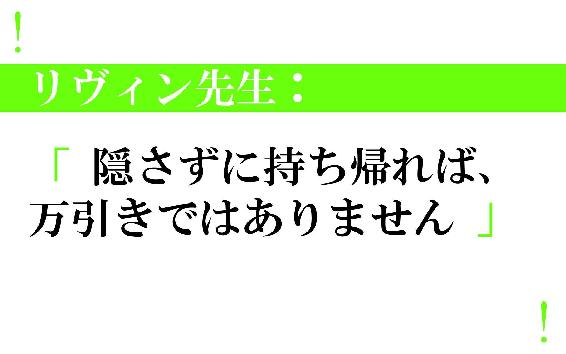 !
リヴィン先生：
「 隠さずに持ち帰れば、
万引きではありません 」
!